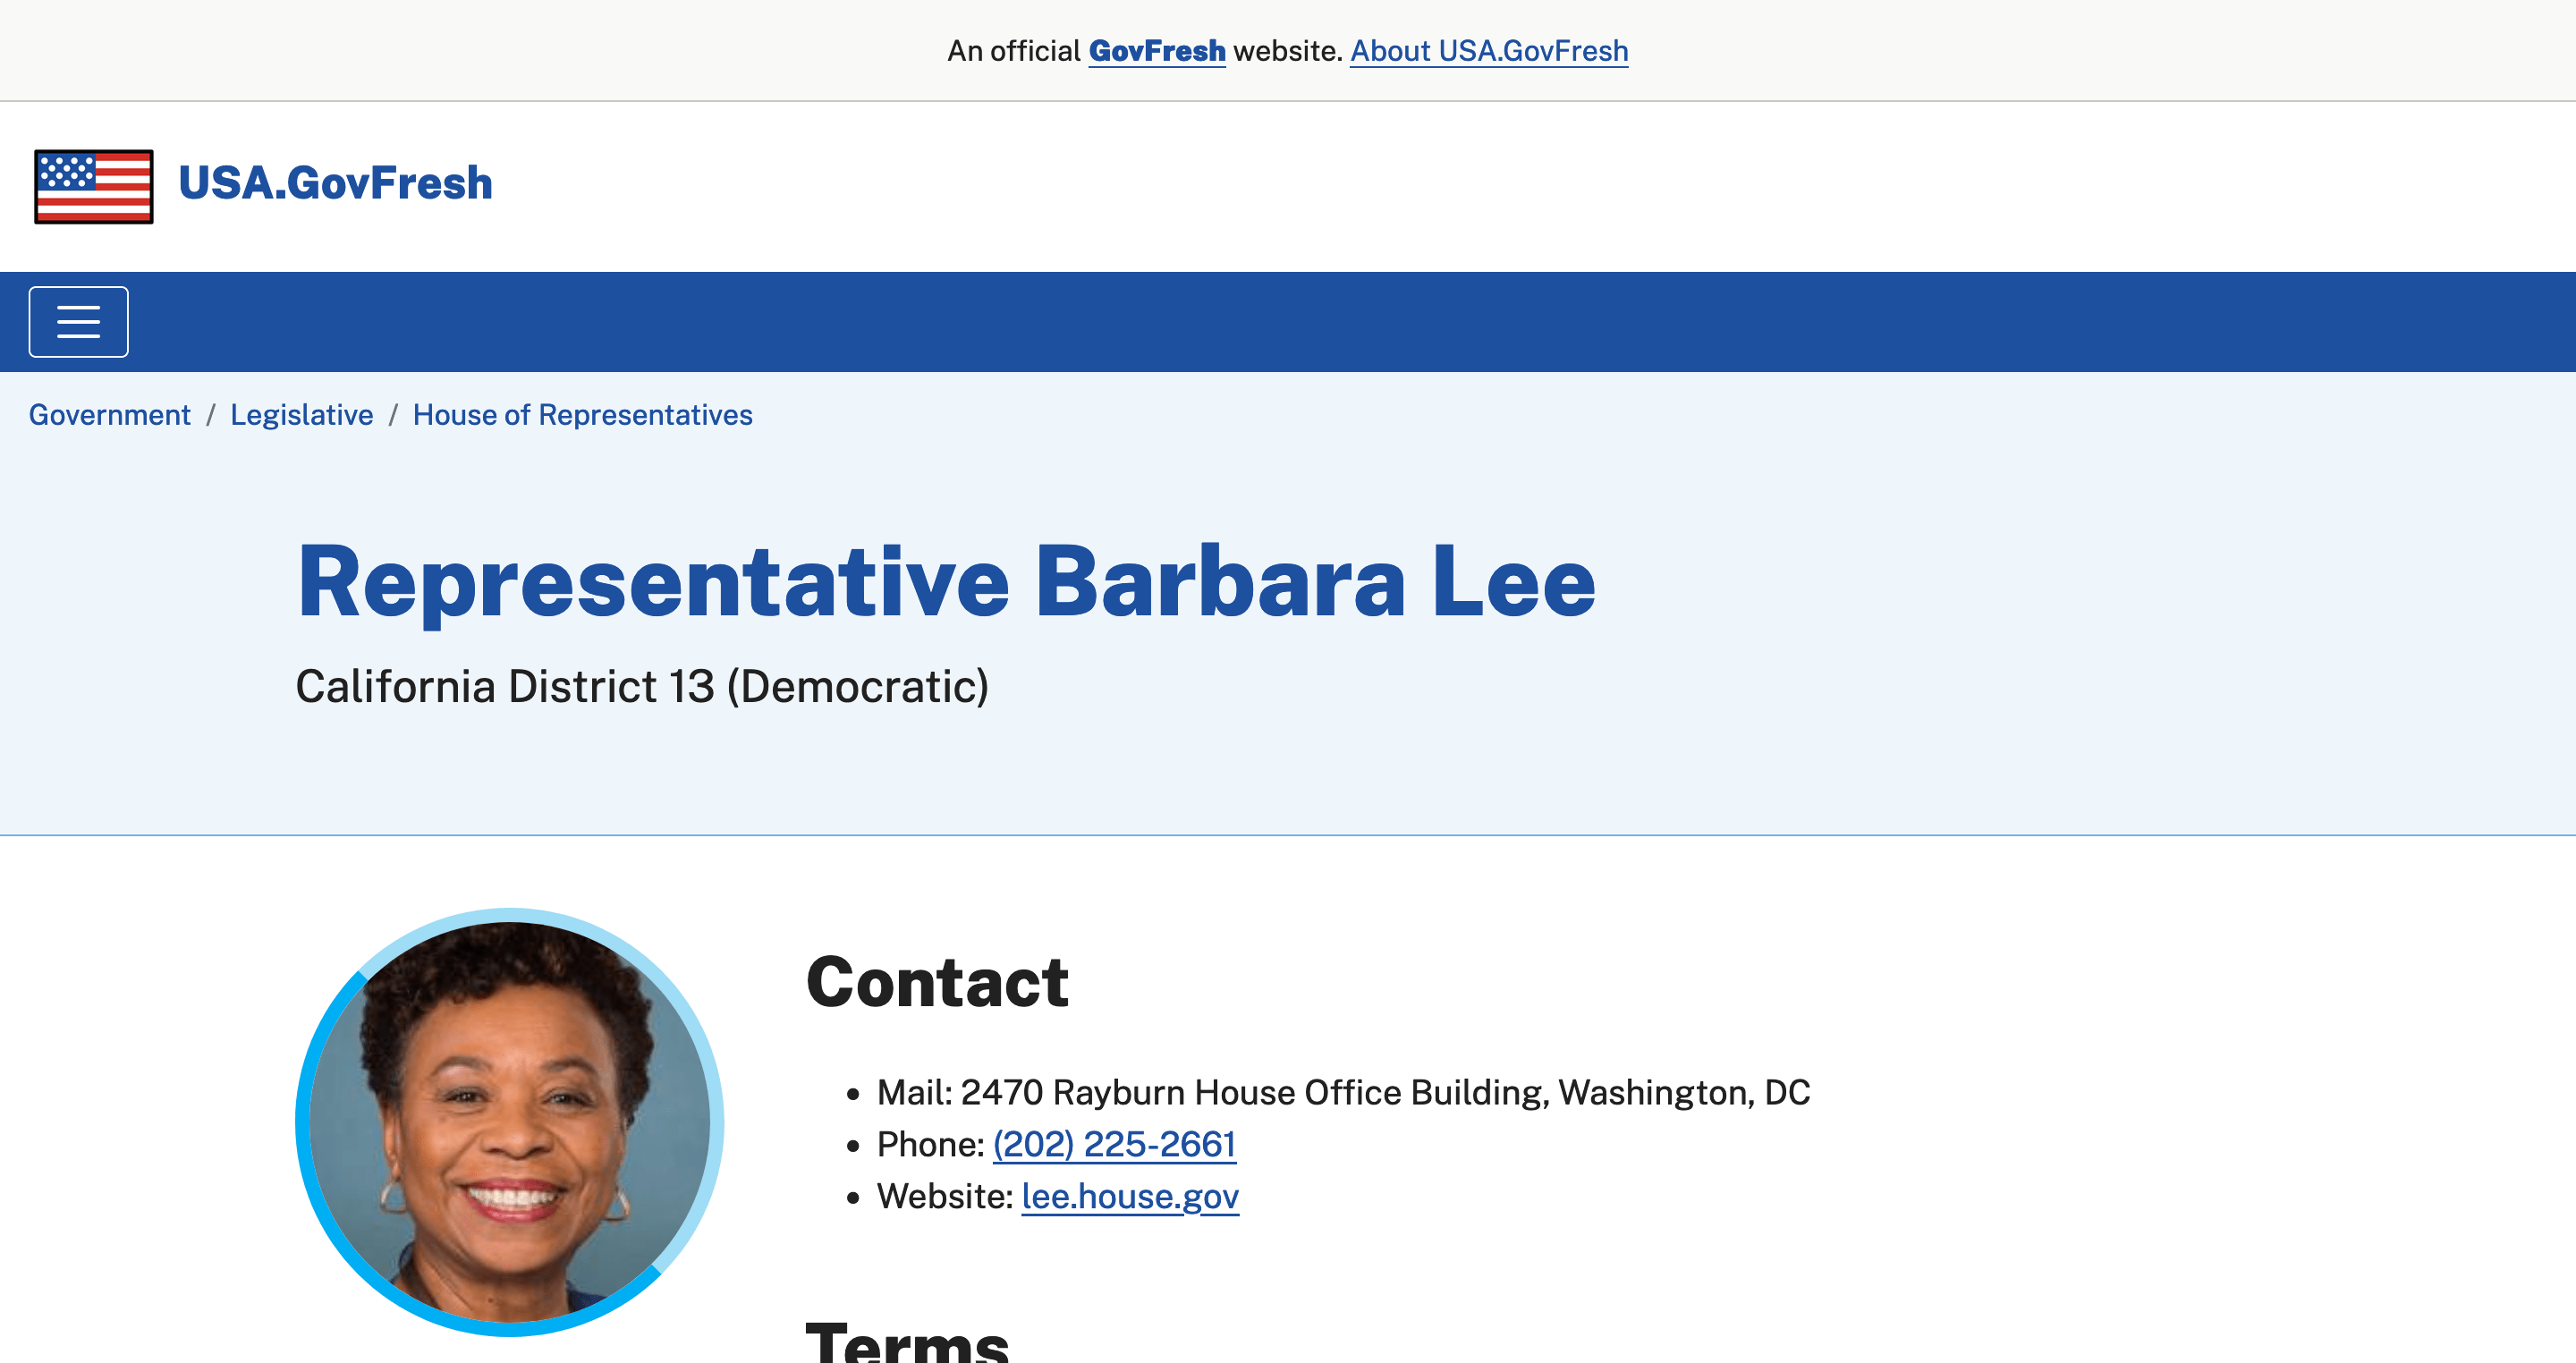 An official GovFresh website. About USA.GovFresh
USA.GovFresh
Government / Legislative / House of Representatives
Representative Barbara Lee
California District 13 (Democratic)
Contact
Mail: 2470 Rayburn House Office Building, Washington, DC
Phone: (202) 225-2661
Website: lee.house.gov
Terms